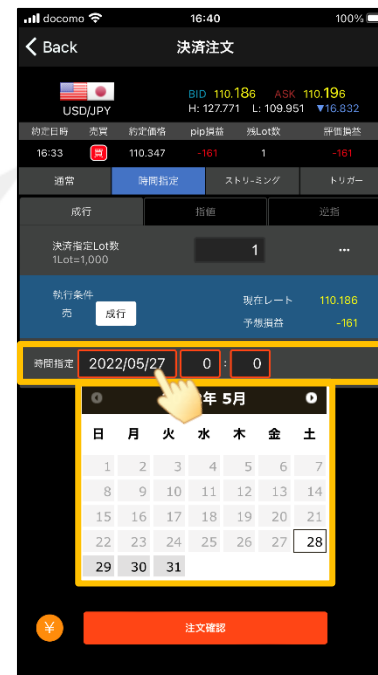 docomo 16:40 100%
Back 決済注文
BID 110.186 ASK 110.196
USD/JPY H: 127.771 L: 109.951 ▼16.832
約定日時 売買 約定価格 pip損益 残Lot数 評価損益
16:33 買 110.347 -161 1 -161
通常 時間指定 ストリーミング トリガー
成行 指値 逆指
決済指定Lot数 1 ...
1Lot=1,000
執行条件 現在レート 110.186
売 成行 予想損益 -161
時間指定 2022/05/27 0 : 0
年 5月
日 月 火 水 木 金 土
1 2 3 4 5 6 7
8 9 10 11 12 13 14
15 16 17 18 19 20 21
22 23 24 25 26 27 28
29 30 31
¥ 注文確認